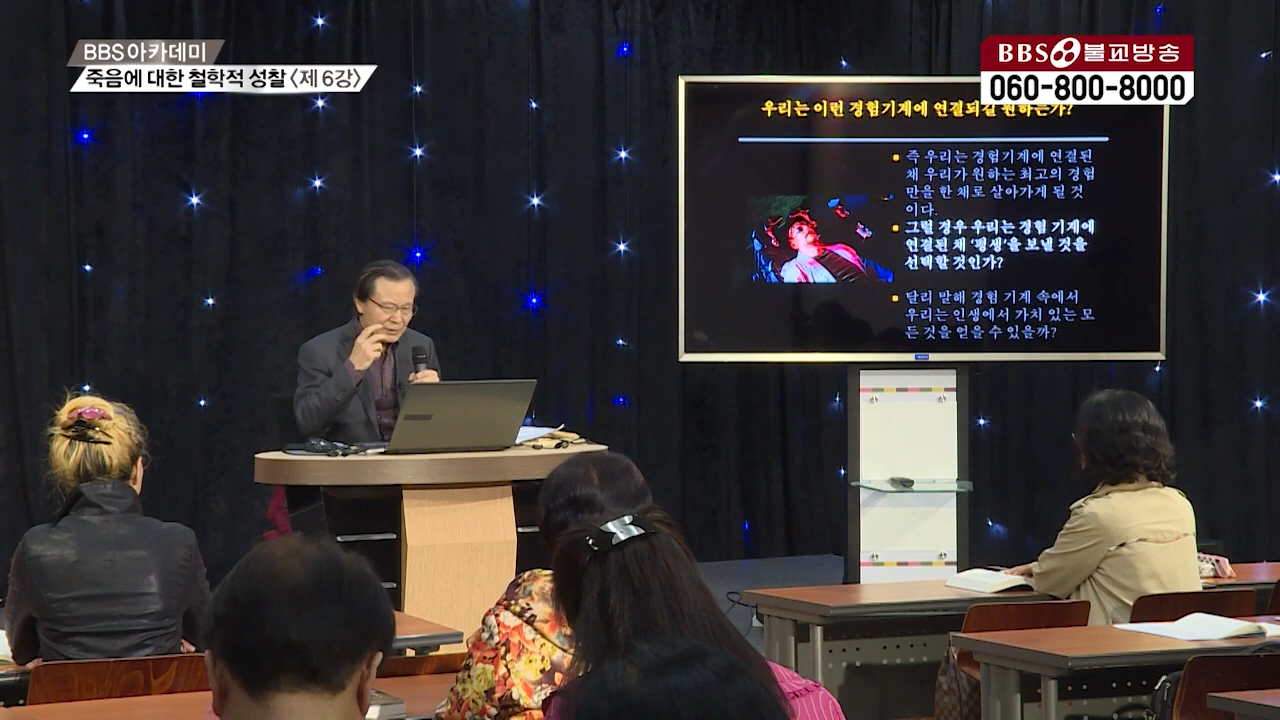 BBS아카데미
죽음에 대한 철학적 성찰〈제 6강〉
BBS 불교방송
060-800-8000
우리는 이런 경험기계에 연결되길 원하는가?
즉 우리는 경험기계에 연결된
채 우리가 원하는 최고의 경험
만을 한 채로 살아가게 될 것
이다.
그럴 경우 우리는 경험 기계에
연결된 채 '평생'을 보낼 것을
선택할 것인가?
달리 말해 경험 기계 속에서
우리는 인생에서 가치 있는 모
든 것을 얻을 수 있을까?